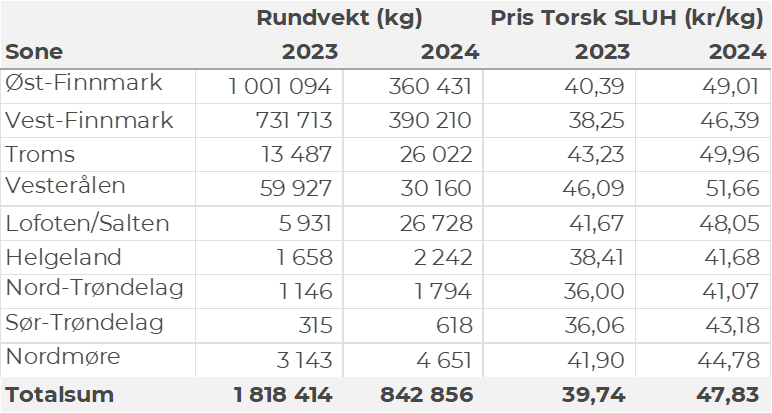 Rundvekt (kg) Pris Torsk SLUH (kr/kg)
Sone 2023 2024 2023 2024
Øst-Finnmark 1 001 094 360 431 40,39 49,01
Vest-Finnmark 731 713 390 210 38,25 46,39
Troms 13 487 26 022 43,23 49,96
Vesterålen 59 927 30 160 46,09 51,66
Lofoten/Salten 5 931 26 728 41,67 48,05
Helgeland 1 658 2 242 38,41 41,68
Nord-Trøndelag 1 146 1 794 36,00 41,07
Sør-Trøndelag 315 618 36,06 43,18
Nordmøre 3 143 4 651 41,90 44,78
Totalsum 1 818 414 842 856 39,74 47,83